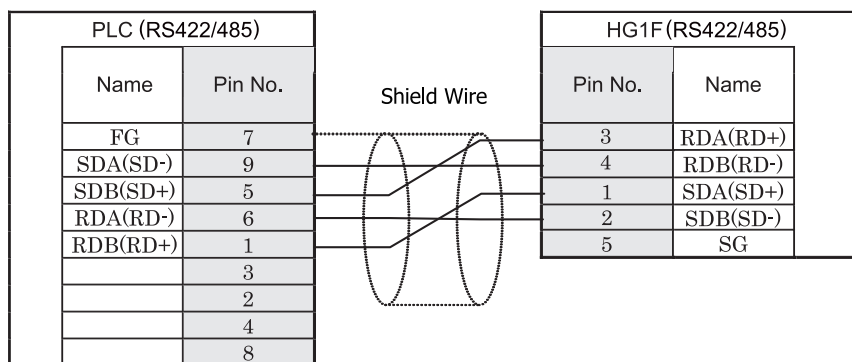 PLC (RS422/485)
HG1F(RS422/485)
Name Pin No. Shield Wire Pin No. Name
FG 7 3 RDA(RD+)
SDA(SD-) 9 4 RDB(RD-)
SDB(SD+) 5 1 SDA(SD+)
RDA(RD-) 6 2 SDB(SD-)
RDB(RD+) 1 5 SG
3
2
4
8